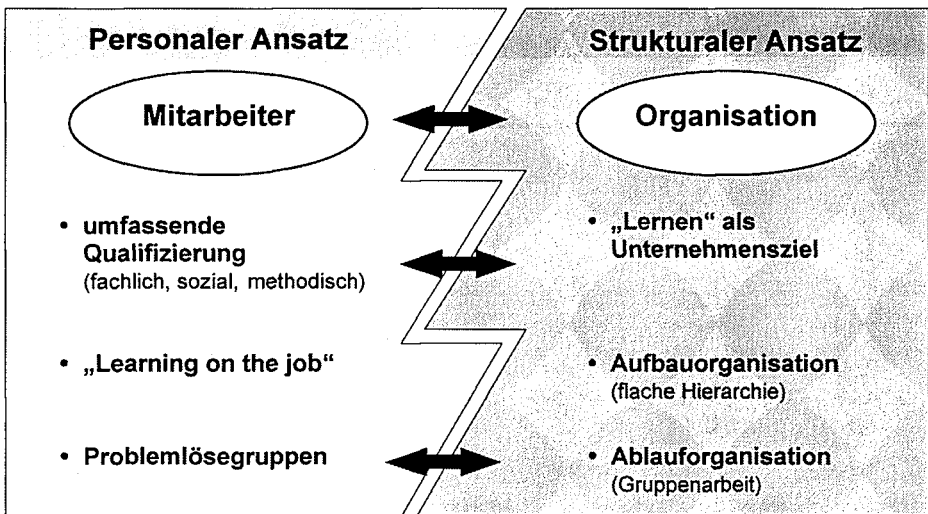 Personaler Ansatz
Mitarbeiter
• umfassende
Qualifizierung
(fachlich, sozial, methodisch)
• „Learning on the job“
• Problemlösegruppen
Strukturaler Ansatz
Organisation
• „Lernen“ als
Unternehmensziel
• Aufbauorganisation
(flache Hierarchie)
• Ablauforganisation
(Gruppenarbeit)